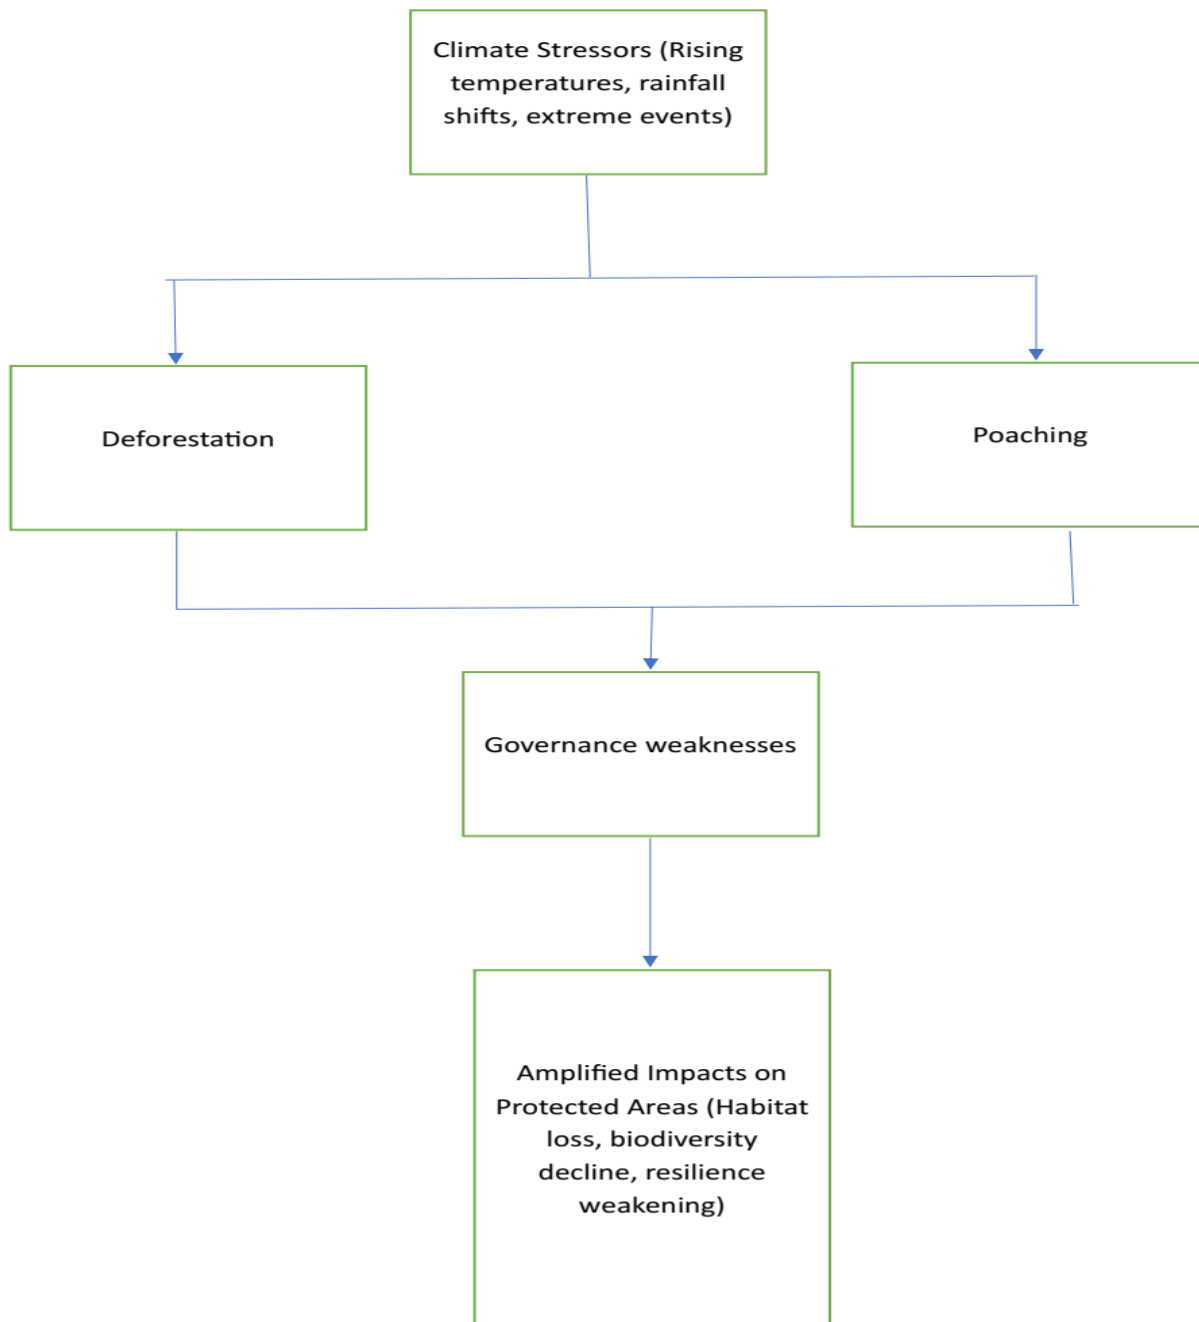 Climate Stressors (Rising
temperatures, rainfall
shifts, extreme events)
Deforestation
Poaching
Governance weaknesses
Amplified Impacts on
Protected Areas (Habitat
loss, biodiversity
decline, resilience
weakening)